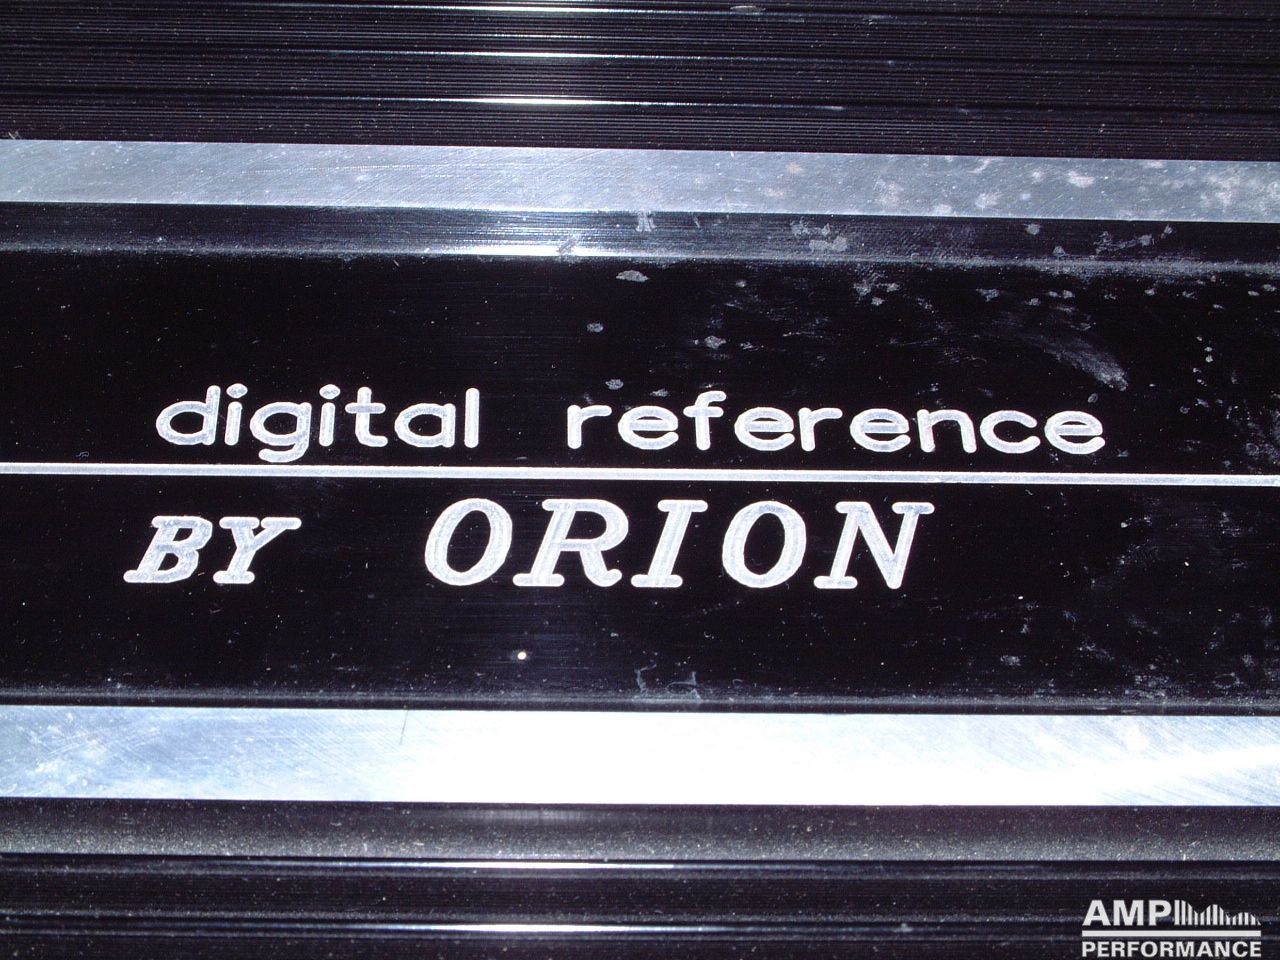 digital reference
BY ORION
AMP
PERFORMANCE